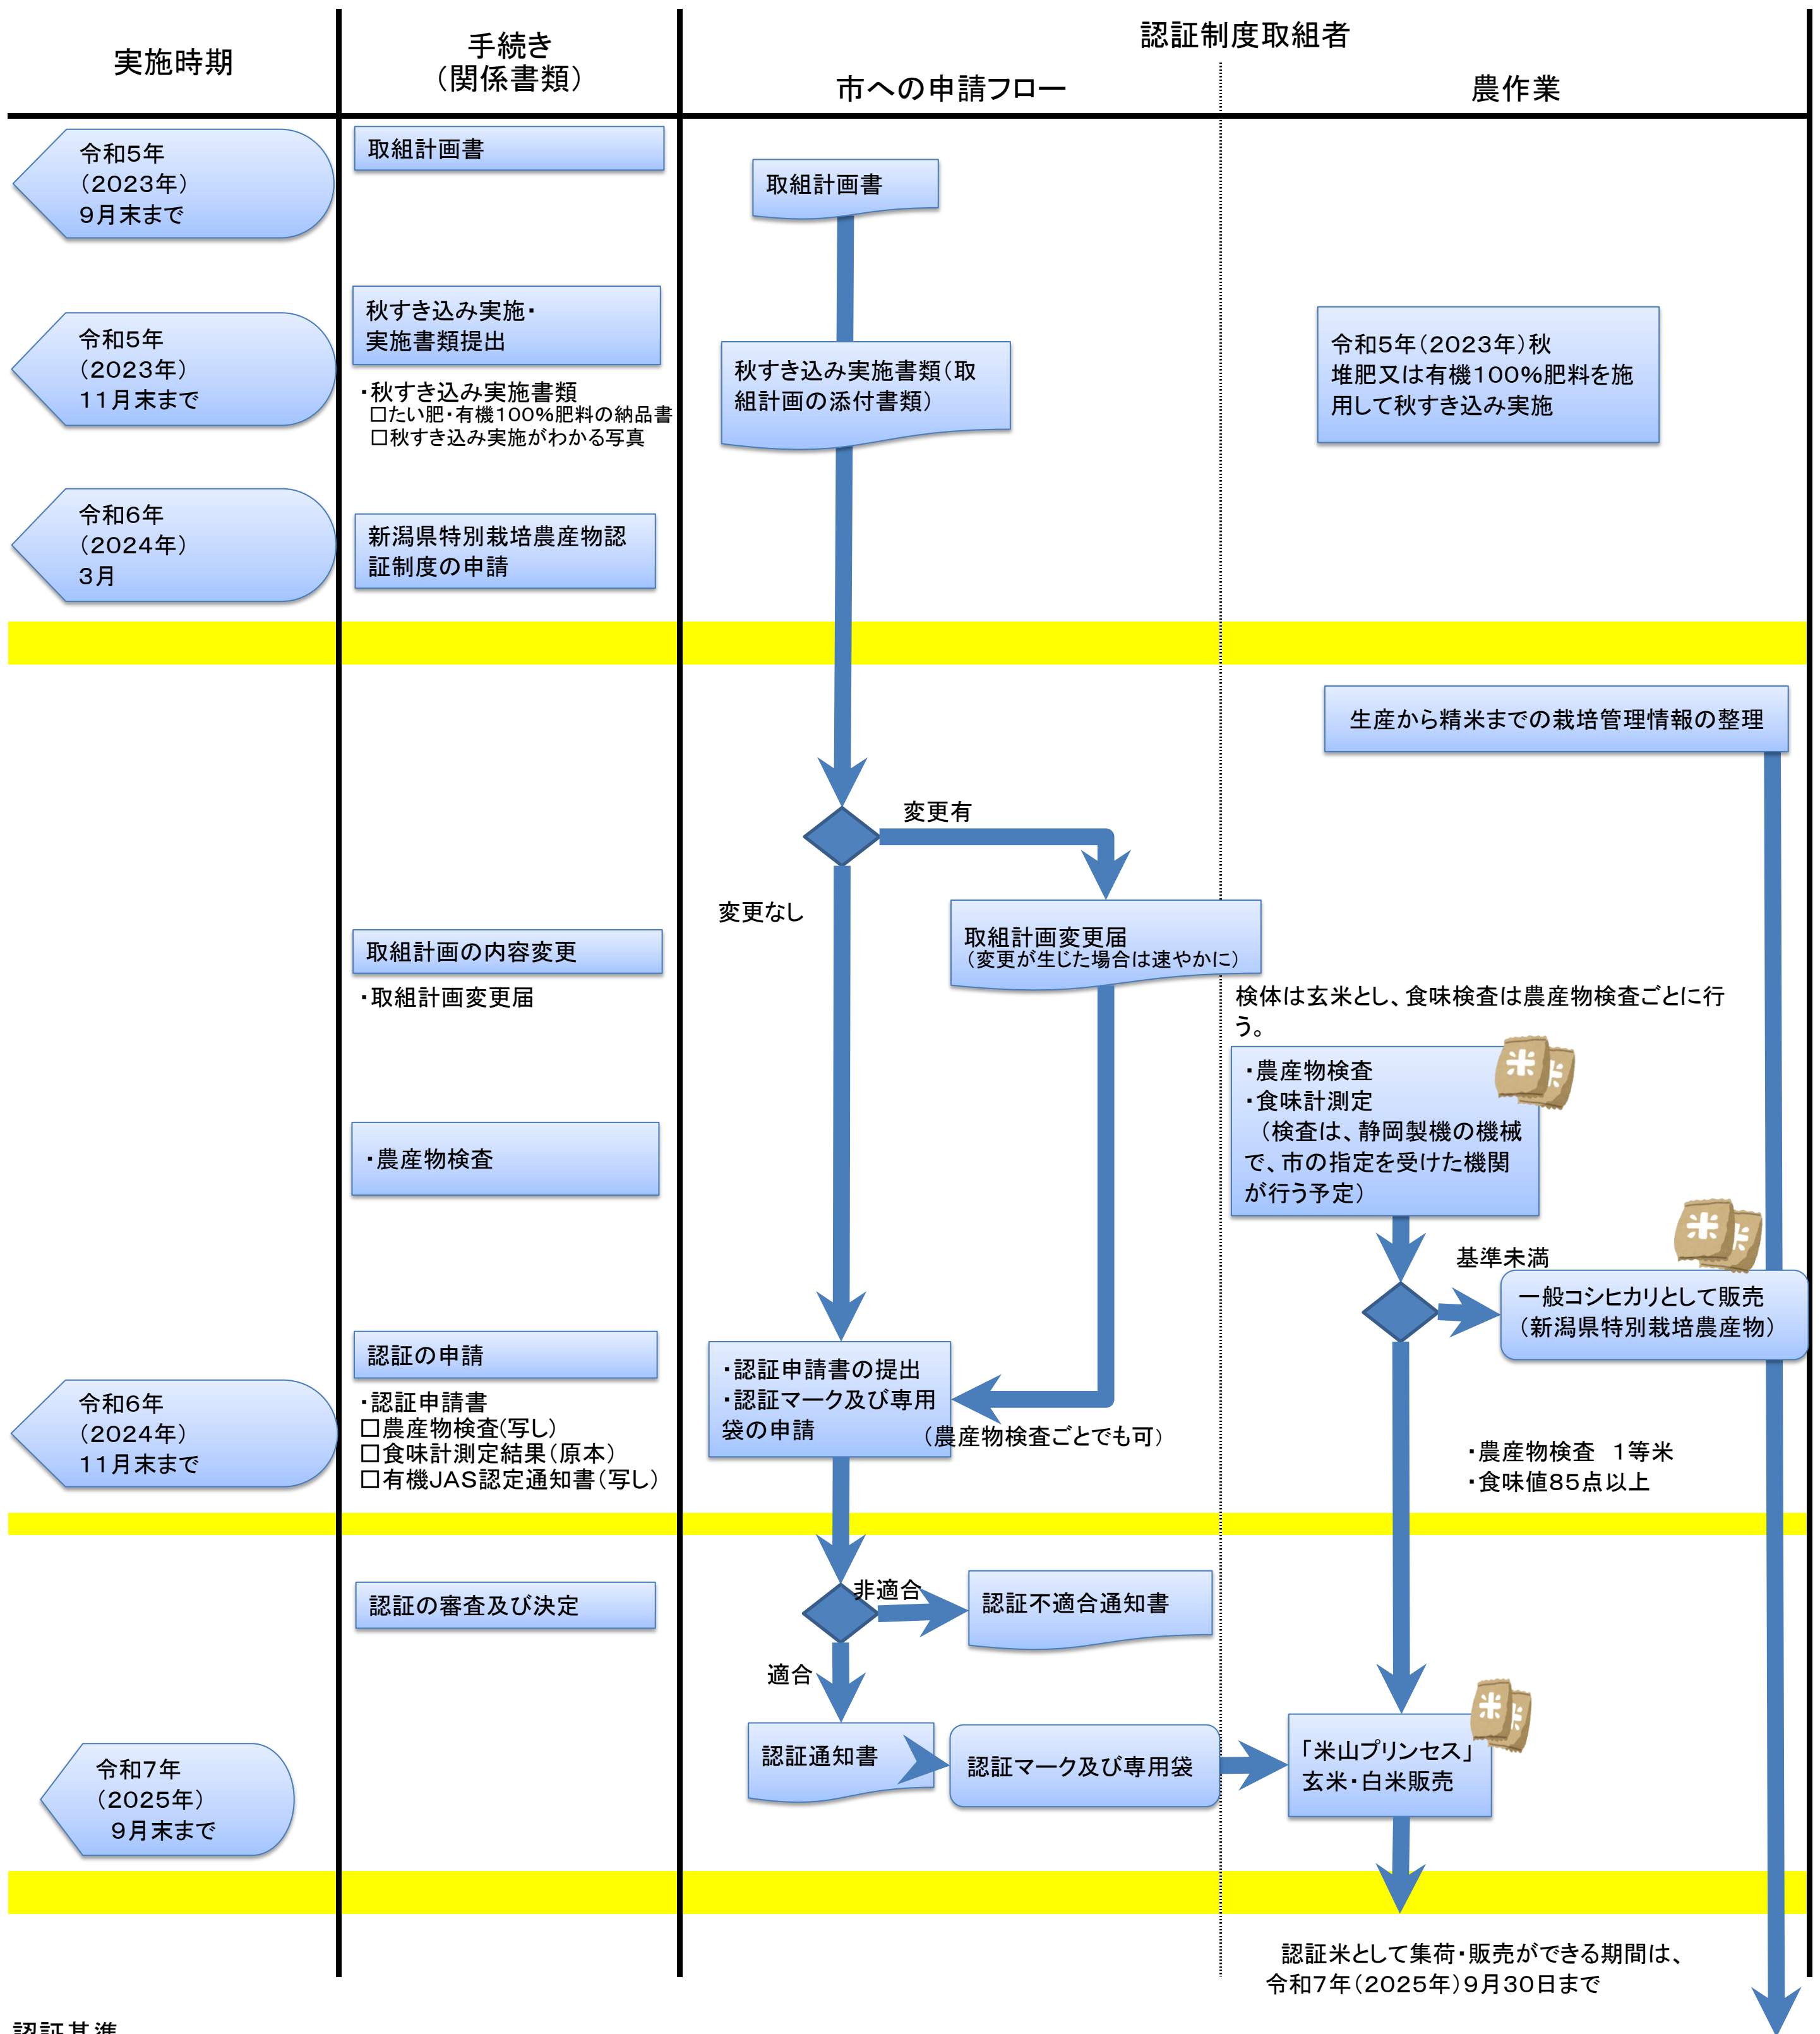 認証制度取組者
実施時期
手続き
（関係書類）
市への申請フロー
農作業
令和５年
（２０２３年）
９月末まで
取組計画書
取組計画書
令和５年
（２０２３年）
１１月末まで
秋すき込み実施・
実施書類提出
・秋すき込み実施書類
□たい肥・有機１００％肥料の納品書
□秋すき込み実施がわかる写真
秋すき込み実施書類（取
組計画の添付書類）
令和５年（２０２３年）秋
堆肥又は有機１００％肥料を施
用して秋すき込み実施
令和６年
（２０２４年）
３月
新潟県特別栽培農産物認
証制度の申請
生産から精米までの栽培管理情報の整理
変更有
変更なし
取組計画の内容変更
・取組計画変更届
取組計画変更届
（変更が生じた場合は速やかに）
検体は玄米とし、食味検査は農産物検査ごとに行
う。
・農産物検査
・農産物検査
・食味計測定
（検査は、静岡製機の機械
で、市の指定を受けた機関
が行う予定）
米
米
基準未満
米
米
一般コシヒカリとして販売
（新潟県特別栽培農産物）
令和６年
（２０２４年）
１１月末まで
認証の申請
・認証申請書
□農産物検査(写し）
□食味計測定結果（原本）
□有機ＪＡＳ認定通知書（写し）
・認証申請書の提出
・認証マーク及び専用
袋の申請
（農産物検査ごとでも可）
・農産物検査　１等米
・食味値８５点以上
認証の審査及び決定
非適合
認証不適合通知書
適合
令和７年
（２０２５年）
９月末まで
認証通知書
認証マーク及び専用袋
「米山プリンセス」
玄米・白米販売
米
米
認証米として集荷・販売ができる期間は、
令和７年（２０２５年）９月３０日まで
認証基準